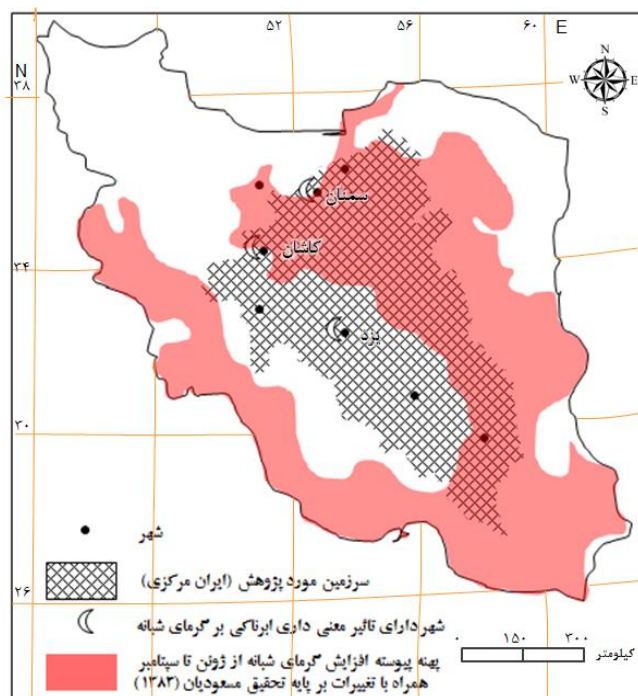 ۵۲ ۵۶ ۶۰ E
N
۳۸
N
W E
S
سمنان
کاشان
۳۴
یزد
۳۰
شهر
سرزمین مورد پژوهش (ایران مرکزی)
۲۶
شهر دارای تاثیر معنی داری ابرناکی بر گرمای شبانه
۰ ۱۵۰ ۳۰۰
کیلومتر
پهنه پیوسته افزایش گرمای شبانه از ژوئن تا سپتامبر
همراه با تغییرات بر پایه تحقیق مسعودیان (۱۳۸۳)